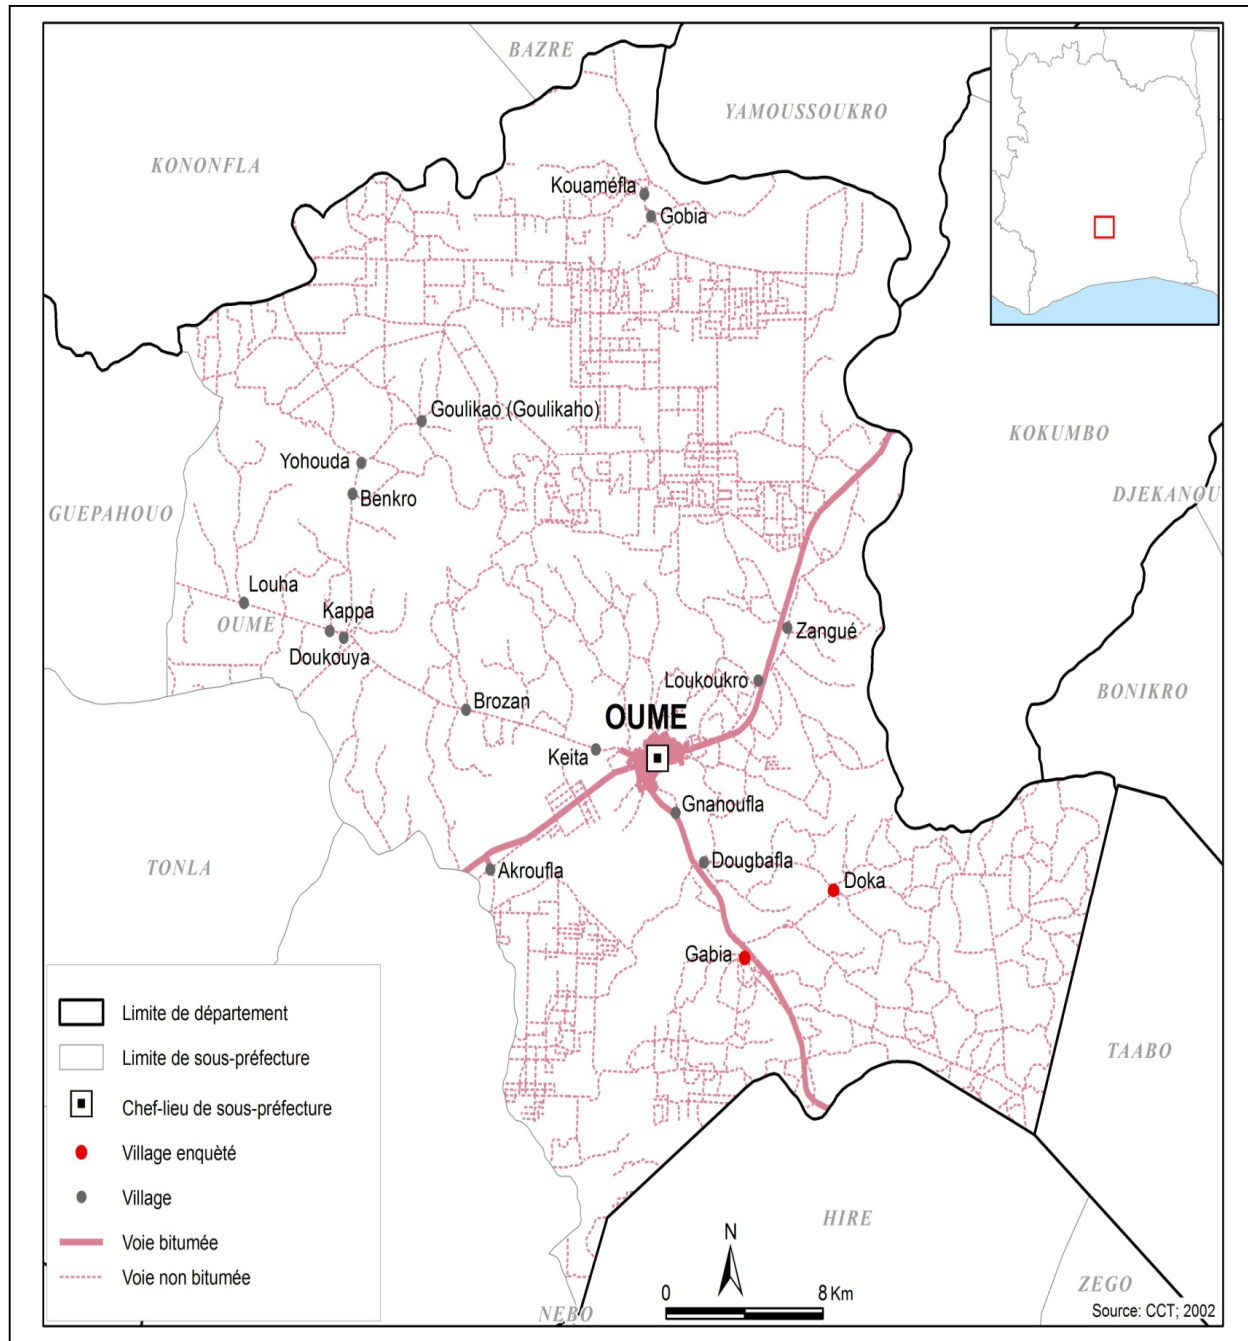 BAZRE
YAMOUSSOUKRO
KONONFLA
Kouaméfla
Gobia
Goulikao (Goulikaho)
KOKUMBO
Yohouda
Benkro
DJEKANOU
GUEPAHOUO
Louha
Kappa
OUME
Doukouya
Zangué
Loukoukro
BONIKRO
Brozan
OUME
Keita
Gnanoufla
Dougbafla
TONLA
Akroufla
Doka
Gabia
TAABO
Limite de département
Limite de sous-préfecture
Chef-lieu de sous-préfecture
Village enquèté
Village
Voie bitumée
Voie non bitumée
HIRE
N
0 8 Km
ZEGO
NEBO
Source: CCT; 2002